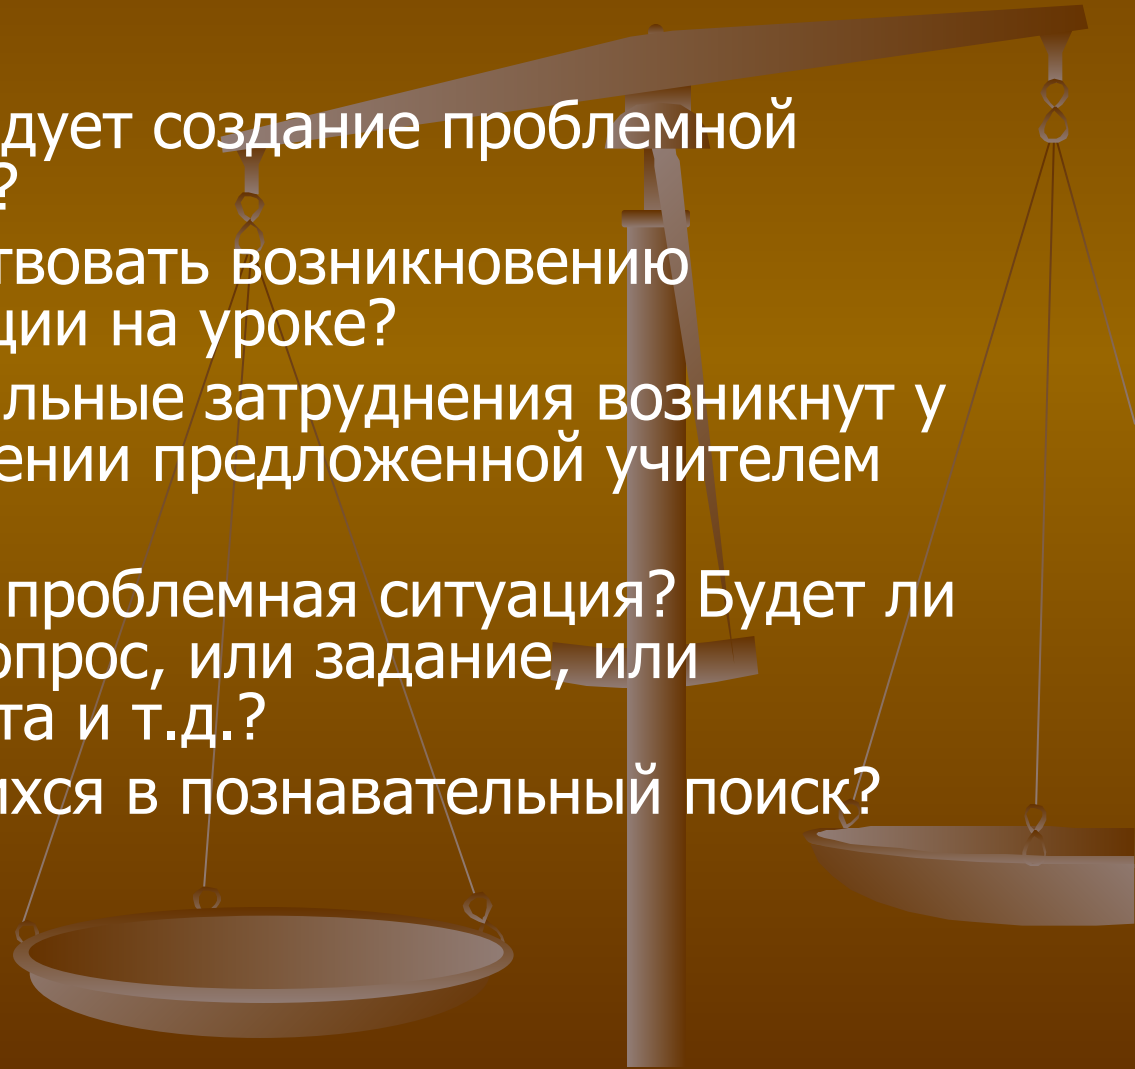 дует создание проблемной
?
твовать возникновению
ции на уроке?
льные затруднения возникнут у
ении предложенной учителем
проблемная ситуация? Будет ли
опрос, или задание, или
та и т.д.?
ихся в познавательный поиск?